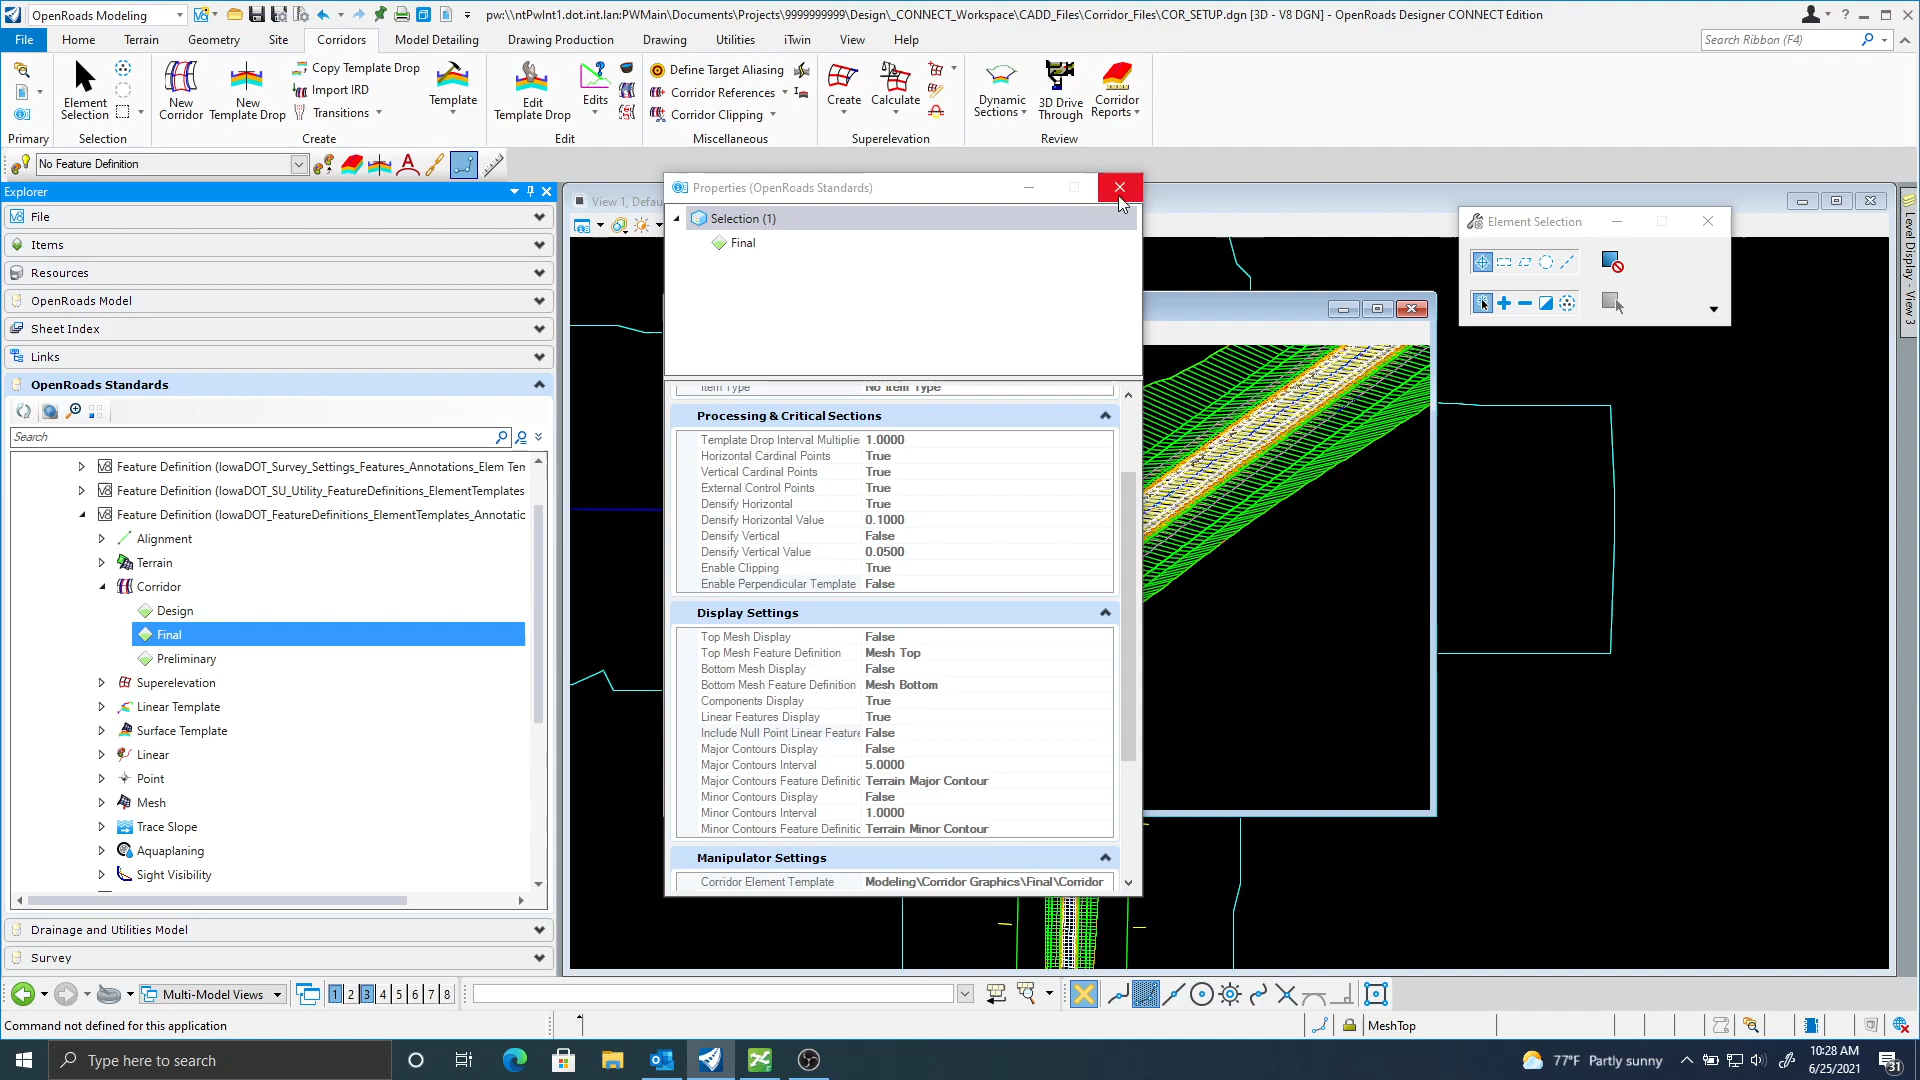 OpenRoads Modeling
pw:\\ntPwInt1.dot.int.lan:PWMain\Documents\Projects\9999999999\Design\_CONNECT_Workspace\CADD_Files\Corridor_Files\COR_SETUP.dgn [3D - V8 DGN] - OpenRoads Designer CONNECT Edition
File Home Terrain Geometry Site Corridors Model Detailing Drawing Production Drawing Utilities iTwin View Help
Search Ribbon (F4)
Element Selection
New Corridor
New Template Drop
Copy Template Drop
Import IRD
Transitions
Template
Edit Template Drop
Edits
Define Target Aliasing
Corridor References
Corridor Clipping
Create
Calculate
Dynamic Sections
3D Drive Through
Corridor Reports
Primary Selection Create Edit Miscellaneous Superelevation Review
No Feature Definition
Explorer
File
Items
Resources
OpenRoads Model
Sheet Index
Links
OpenRoads Standards
Search
Feature Definition (IowaDOT_Survey_Settings_Features_Annotations_Elem Tem
Feature Definition (IowaDOT_SU_Utility_FeatureDefinitions_ElementTemplates
Feature Definition (IowaDOT_FeatureDefinitions_ElementTemplates_Annotatic
Alignment
Terrain
Corridor
Design
Final
Preliminary
Superelevation
Linear Template
Surface Template
Linear
Point
Mesh
Trace Slope
Aquaplaning
Sight Visibility
Drainage and Utilities Model
Survey
View 1, Defau
Properties (OpenRoads Standards)
Selection (1)
Final
Item Type No Item Type
Processing & Critical Sections
Template Drop Interval Multiplie 1.0000
Horizontal Cardinal Points True
Vertical Cardinal Points True
External Control Points True
Densify Horizontal True
Densify Horizontal Value 0.1000
Densify Vertical False
Densify Vertical Value 0.0500
Enable Clipping True
Enable Perpendicular Template False
Display Settings
Top Mesh Display False
Top Mesh Feature Definition Mesh Top
Bottom Mesh Display False
Bottom Mesh Feature Definition Mesh Bottom
Components Display True
Linear Features Display True
Include Null Point Linear Feature False
Major Contours Display False
Major Contours Interval 5.0000
Major Contours Feature Definitic Terrain Major Contour
Minor Contours Display False
Minor Contours Interval 1.0000
Minor Contours Feature Definitic Terrain Minor Contour
Manipulator Settings
Corridor Element Template Modeling\Corridor Graphics\Final\Corridor
Element Selection
Level Display - View 3
Multi-Model Views
1 2 3 4 5 6 7 8
Command not defined for this application
MeshTop
Type here to search
77°F Partly sunny
10:28 AM
6/25/2021
31